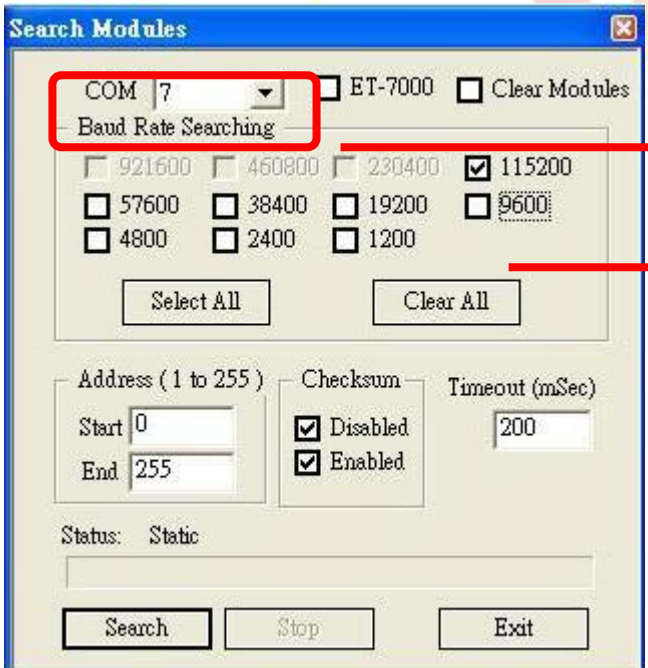 Search Modules
COM 7 ET-7000 Clear Modules
Baud Rate Searching
921600 460800 230400 115200
57600 38400 19200 9600
4800 2400 1200
Select All Clear All
Address ( 1 to 255 ) Checksum Timeout (mSec)
Start 0 Disabled 200
End 255 Enabled
Status: Static
Search Stop Exit